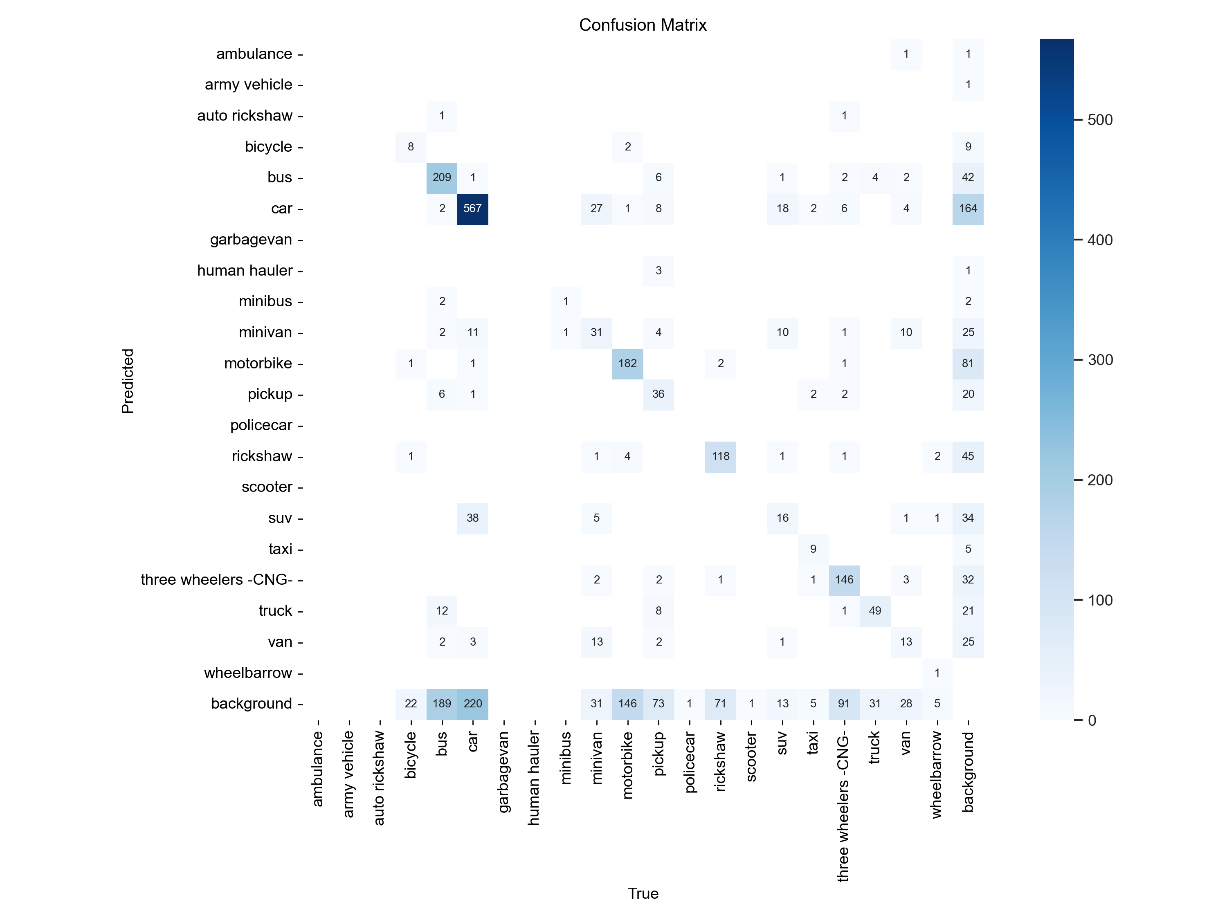 Confusion Matrix
ambulance 1 1
army vehicle 1
auto rickshaw 1 1
bicycle 8 2 9
bus 209 1 6 1 2 4 2 42
car 2 567 27 1 8 18 2 6 4 164
garbagevan
human hauler 3 1
minibus 2 1 2
minivan 2 11 1 31 4 10 1 10 25
motorbike 1 1 182 2 1 81
pickup 6 1 36 2 2 20
policecar
rickshaw 1 1 4 118 1 1 2 45
scooter
suv 38 5 16 1 1 34
taxi 9 5
three wheelers -CNG- 2 2 1 1 146 3 32
truck 12 8 1 49 21
van 2 3 13 2 1 13 25
wheelbarrow 1
background 22 189 220 31 146 73 1 71 1 13 5 91 31 28 5
Predicted
ambulance
army vehicle
auto rickshaw
bicycle
bus
car
garbagevan
human hauler
minibus
minivan
motorbike
pickup
policecar
rickshaw
scooter
suv
taxi
three wheelers -CNG-
truck
van
wheelbarrow
background
True
500
400
300
200
100
0